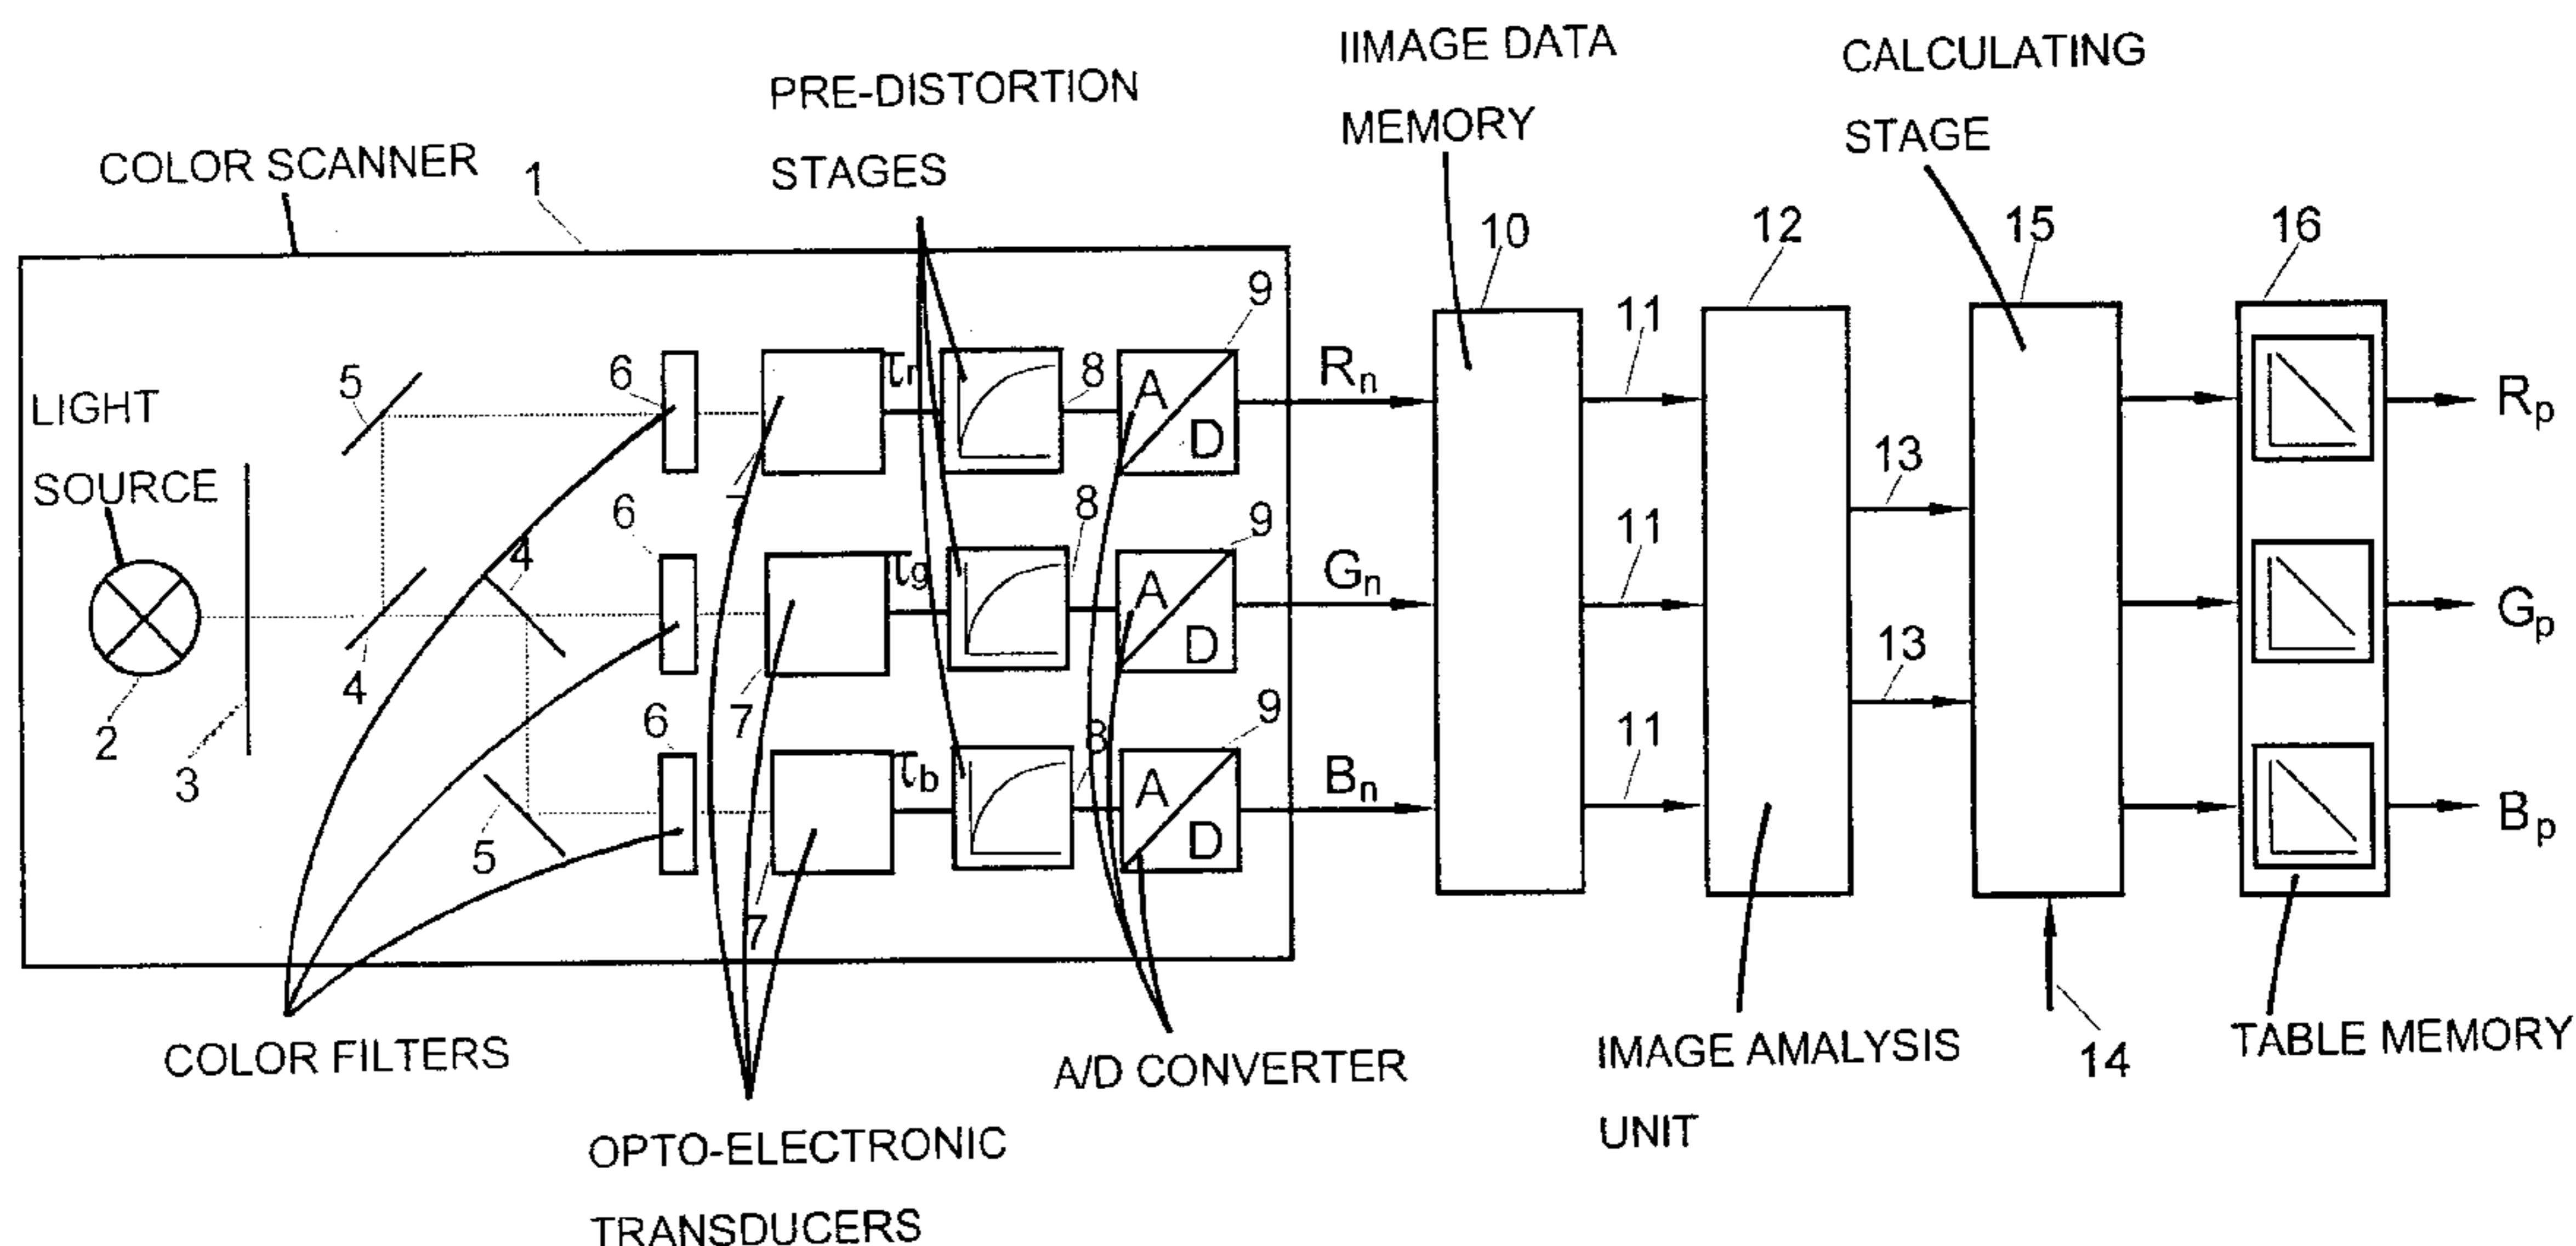 IIMAGE DATA
MEMORY
CALCULATING
STAGE
PRE-DISTORTION
STAGES
COLOR SCANNER
1
10
12
15
16
LIGHT
SOURCE
5
6
7
τr
8
9
A
D
Rn
11
Rp
13
4
4
6
7
τg
8
9
A
D
Gn
11
13
Gp
2
3
5
6
7
τb
8
9
A
D
Bn
11
Bp
14
COLOR FILTERS
OPTO-ELECTRONIC
TRANSDUCERS
A/D CONVERTER
IMAGE AMALYSIS
UNIT
TABLE MEMORY